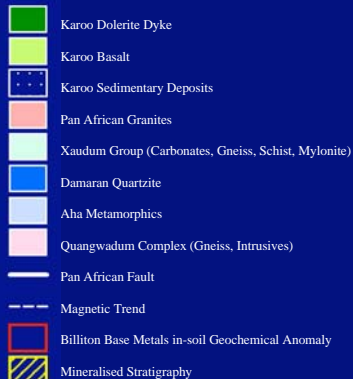 Karoo Dolerite Dyke
Karoo Basalt
Karoo Sedimentary Deposits
Pan African Granites
Xaudum Group (Carbonates, Gneiss, Schist, Mylonite)
Damaran Quartzite
Aha Metamorphics
Quangwadum Complex (Gneiss, Intrusives)
Pan African Fault
Magnetic Trend
Billiton Base Metals in-soil Geochemical Anomaly
Mineralised Stratigraphy